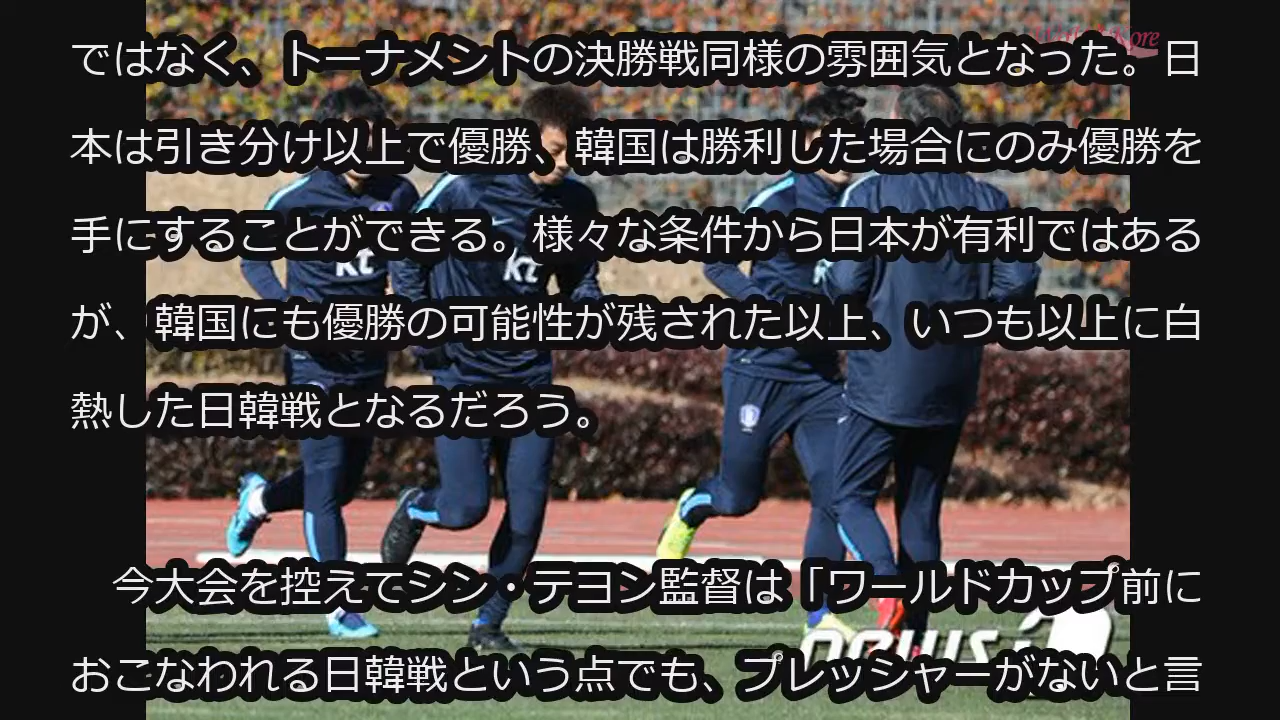 ではなく、トーナメントの決勝戦同様の雰囲気となった。日
本は引き分け以上で優勝、韓国は勝利した場合にのみ優勝を
手にすることができる。様々な条件から日本が有利ではある
が、韓国にも優勝の可能性が残された以上、いつも以上に白
熱した日韓戦となるだろう。
kt
kt
今大会を控えてシン・テヨン監督は「ワールドカップ前に
news1
おこなわれる日韓戦という点でも、プレッシャーがないと言